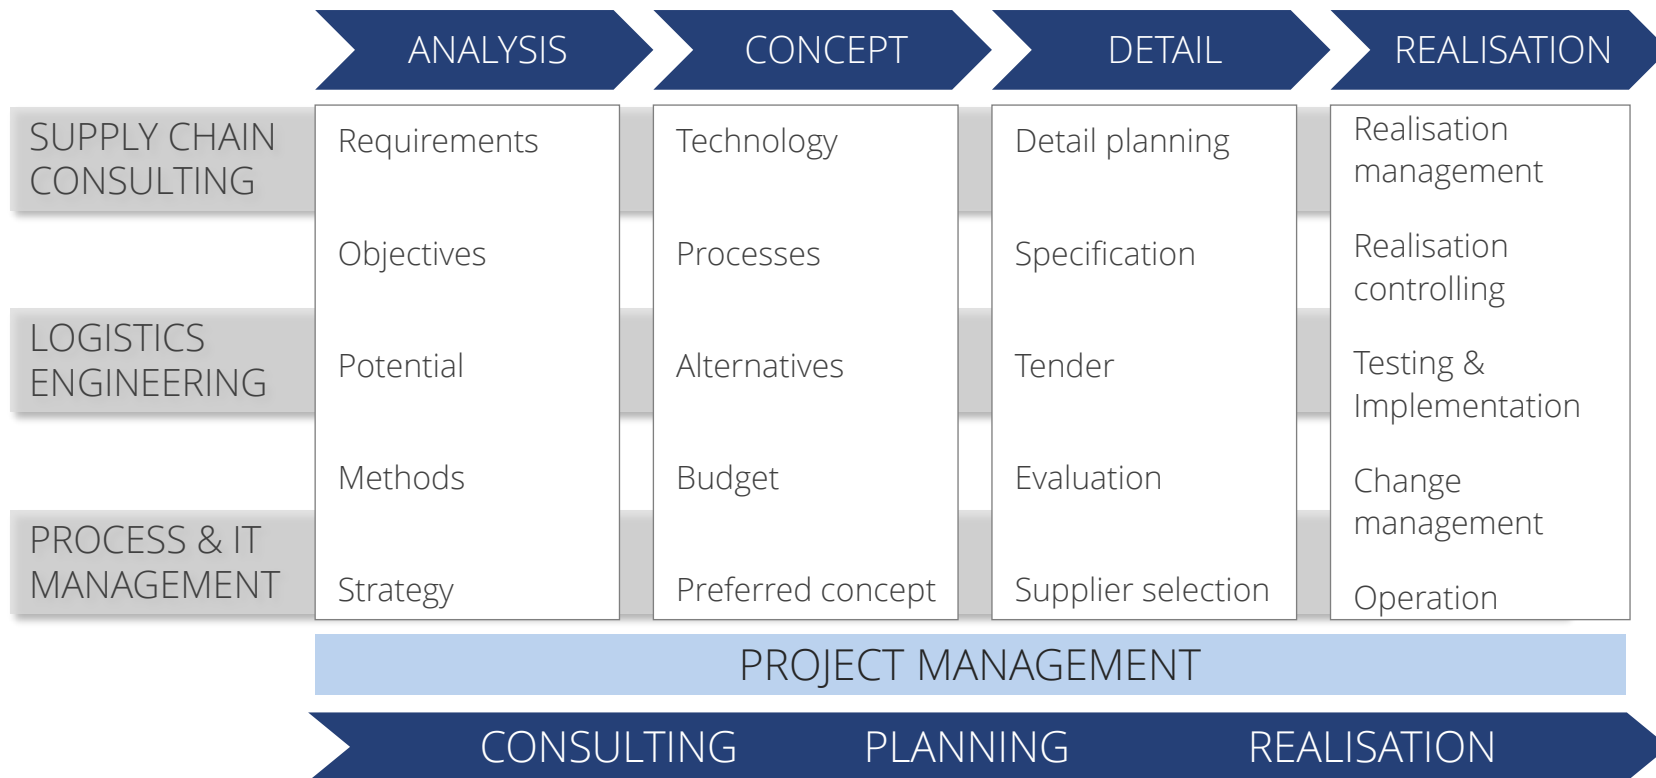 ANALYSIS
CONCEPT
DETAIL
REALISATION
SUPPLY CHAIN
CONSULTING
LOGISTICS
ENGINEERING
PROCESS & IT
MANAGEMENT
Requirements
Objectives
Potential
Methods
Strategy
Technology
Processes
Alternatives
Budget
Preferred concept
Detail planning
Specification
Tender
Evaluation
Supplier selection
Realisation
management
Realisation
controlling
Testing &
Implementation
Change
management
Operation
PROJECT MANAGEMENT
CONSULTING
PLANNING
REALISATION